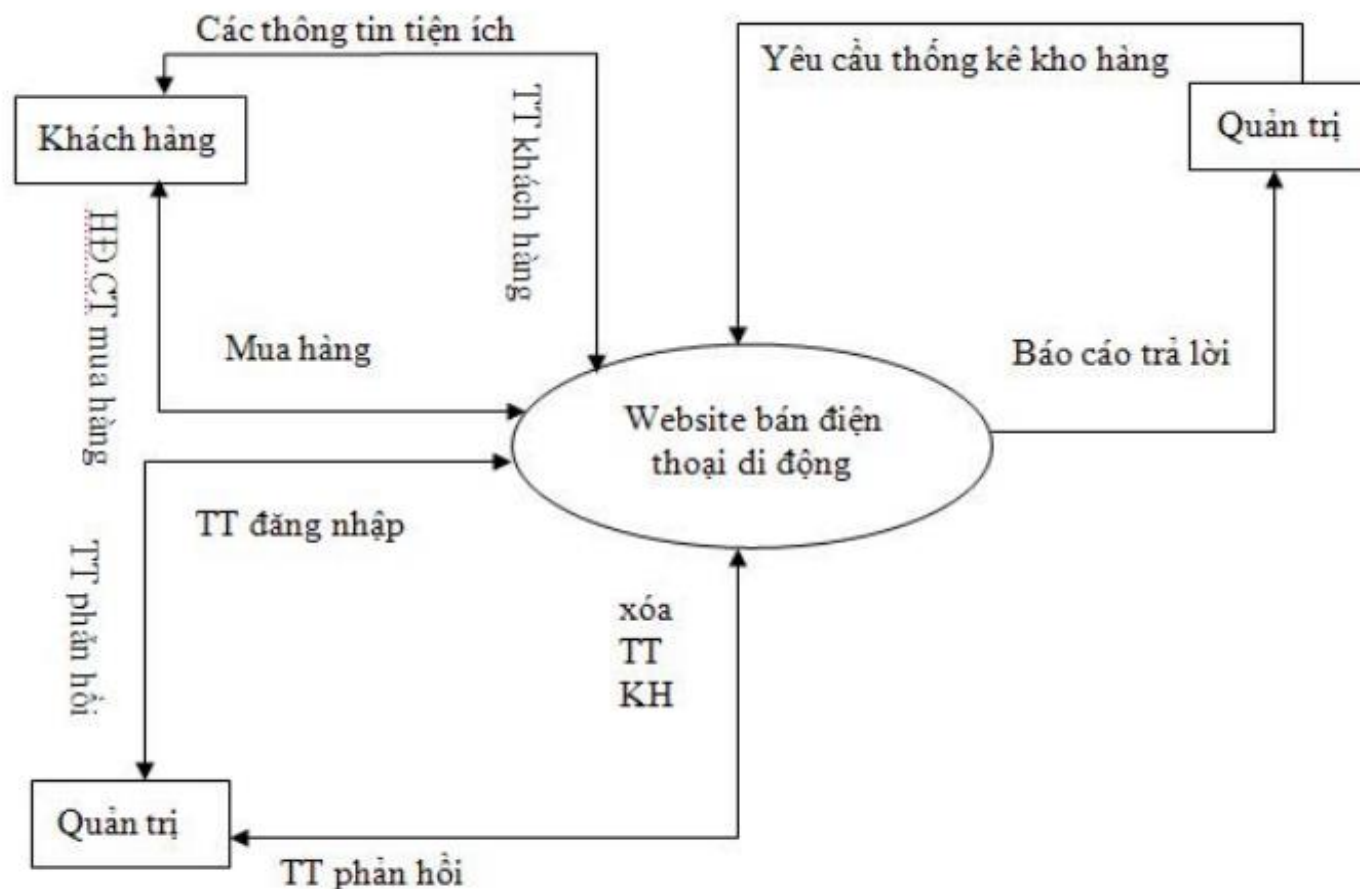 Các thông tin tiện ích
Yêu cầu thống kê kho hàng
Khách hàng
TT khách hàng
Quản trị
HĐ CT mua hàng
Mua hàng
Báo cáo trả lời
Website bán điện
thoại di động
TT đăng nhập
TT phản hồi
xóa
TT
KH
Quản trị
TT phản hồi